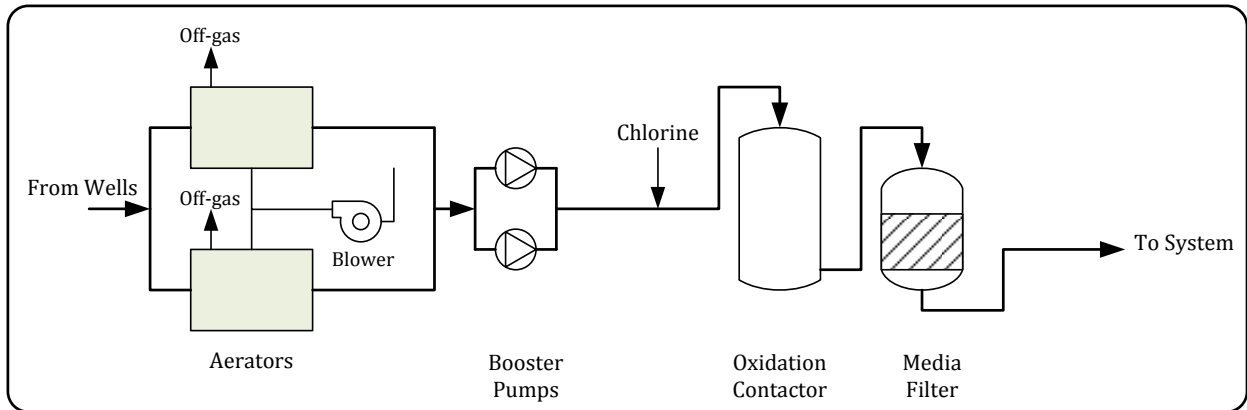 Off-gas
Chlorine
From Wells
Off-gas
Blower
To System
Aerators
Booster
Pumps
Oxidation
Contactor
Media
Filter